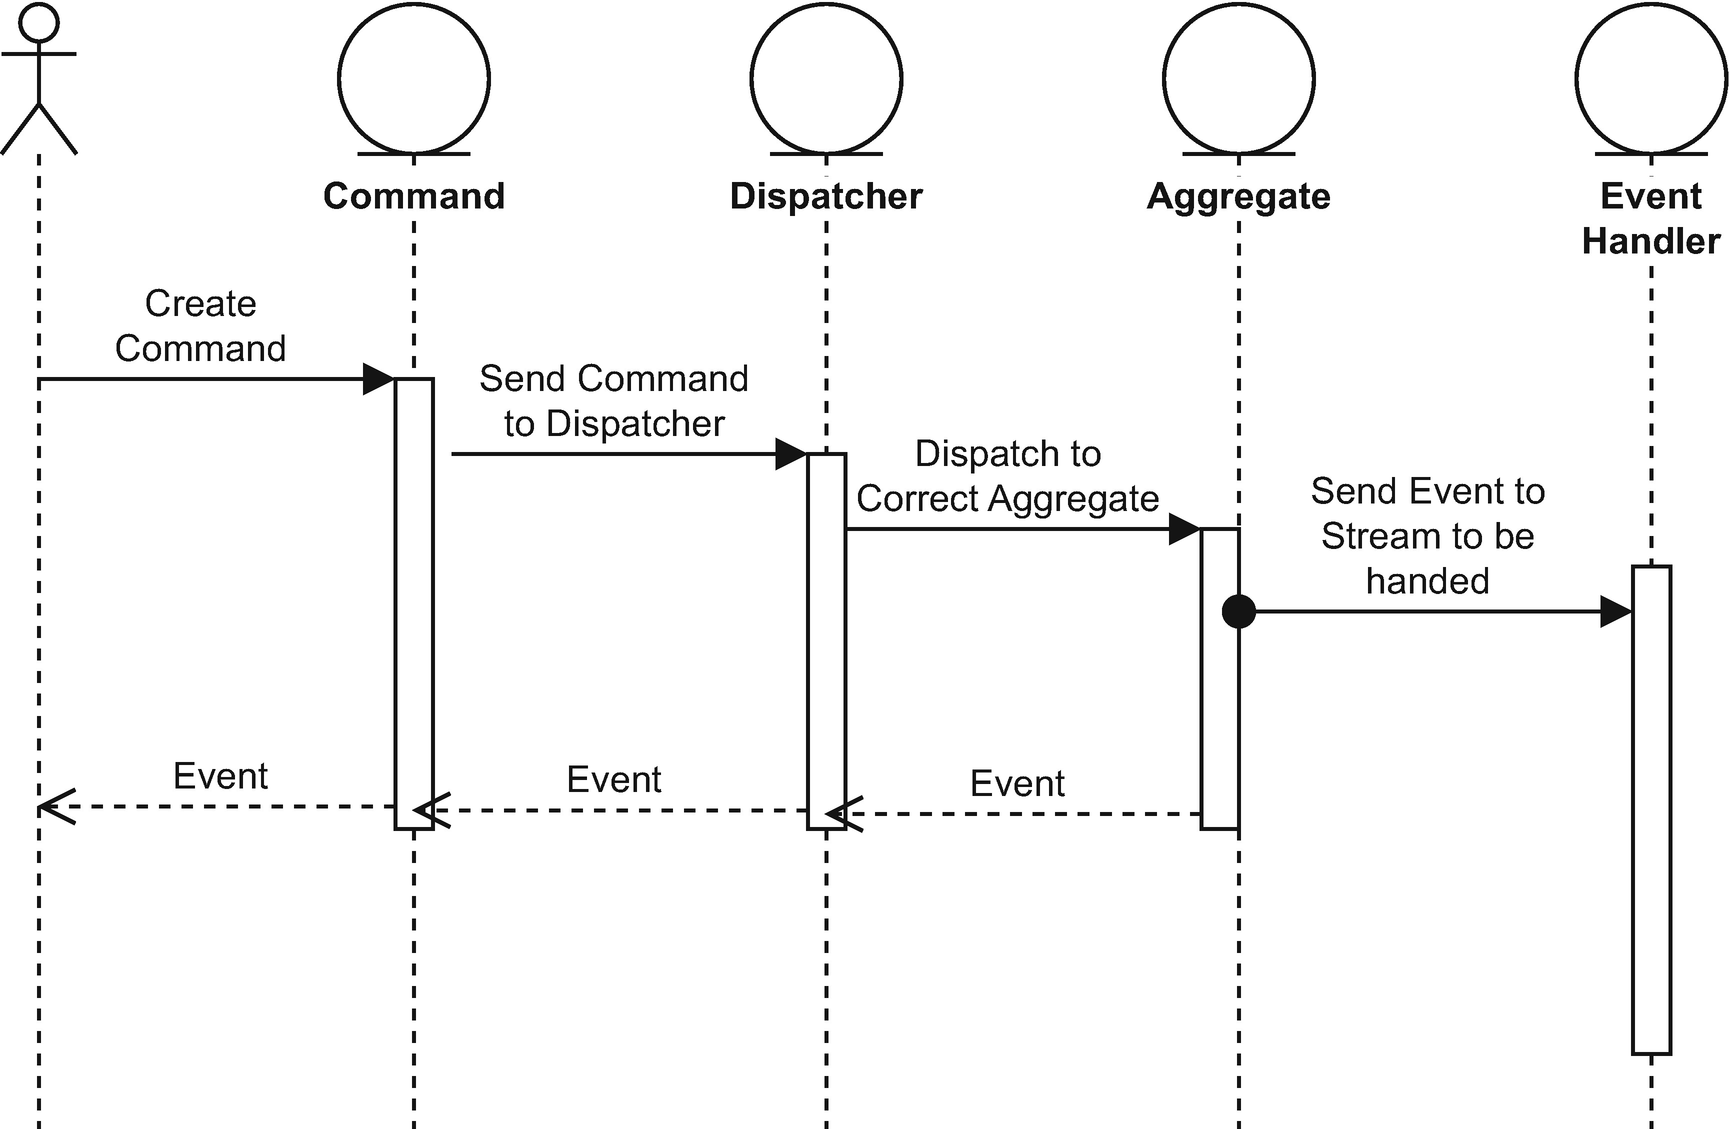 Command
Dispatcher
Aggregate
Event
Handler
Create
Command
Send Command
to Dispatcher
Dispatch to
Correct Aggregate
Send Event to
Stream to be
handed
Event
Event
Event